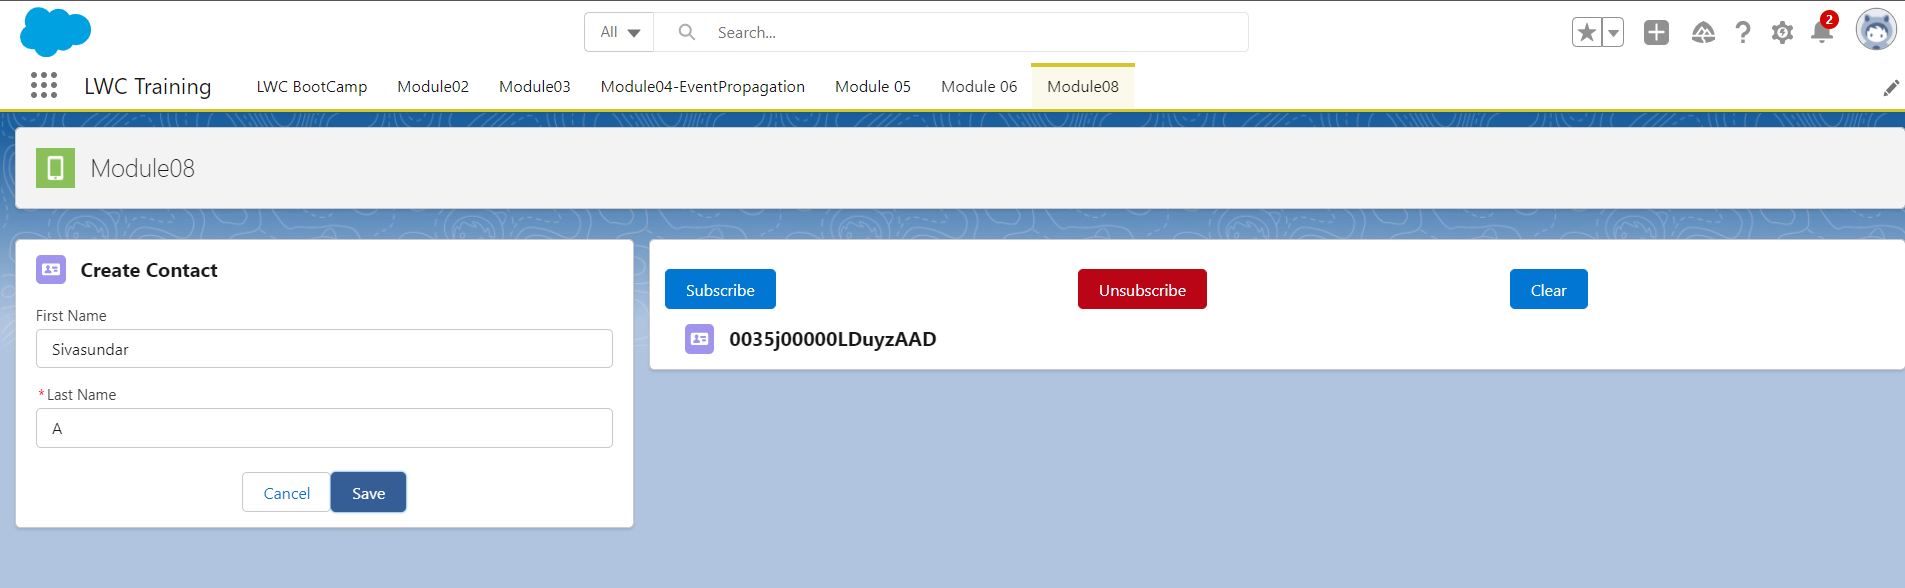 All Search...
2
LWC Training LWC BootCamp Module02 Module03 Module04-EventPropagation Module 05 Module 06 Module08
Module08
Create Contact
First Name
Sivasundar
*Last Name
A
Cancel Save
Subscribe Unsubscribe Clear
0035j00000LDuyzAAD